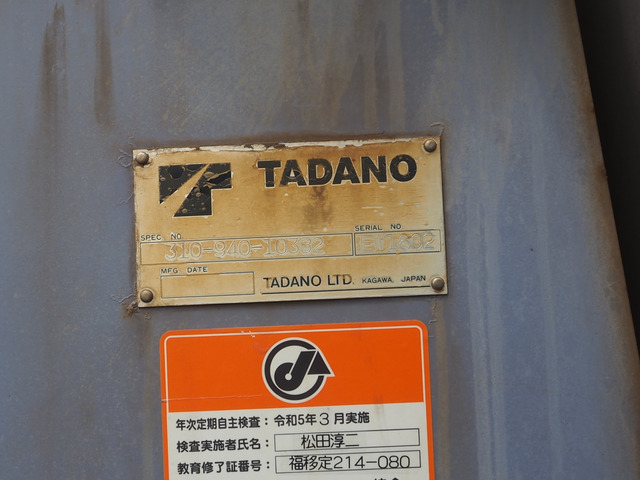 TADANO
SPEC NO
310-940-10382
SERIAL NO
MFG DATE
TADANO LTD. KAGAWA, JAPAN
年次定期自主検査：令和5年3月実施
検査実施者氏名： 松田淳二
教育修了証番号： 福移定214-080